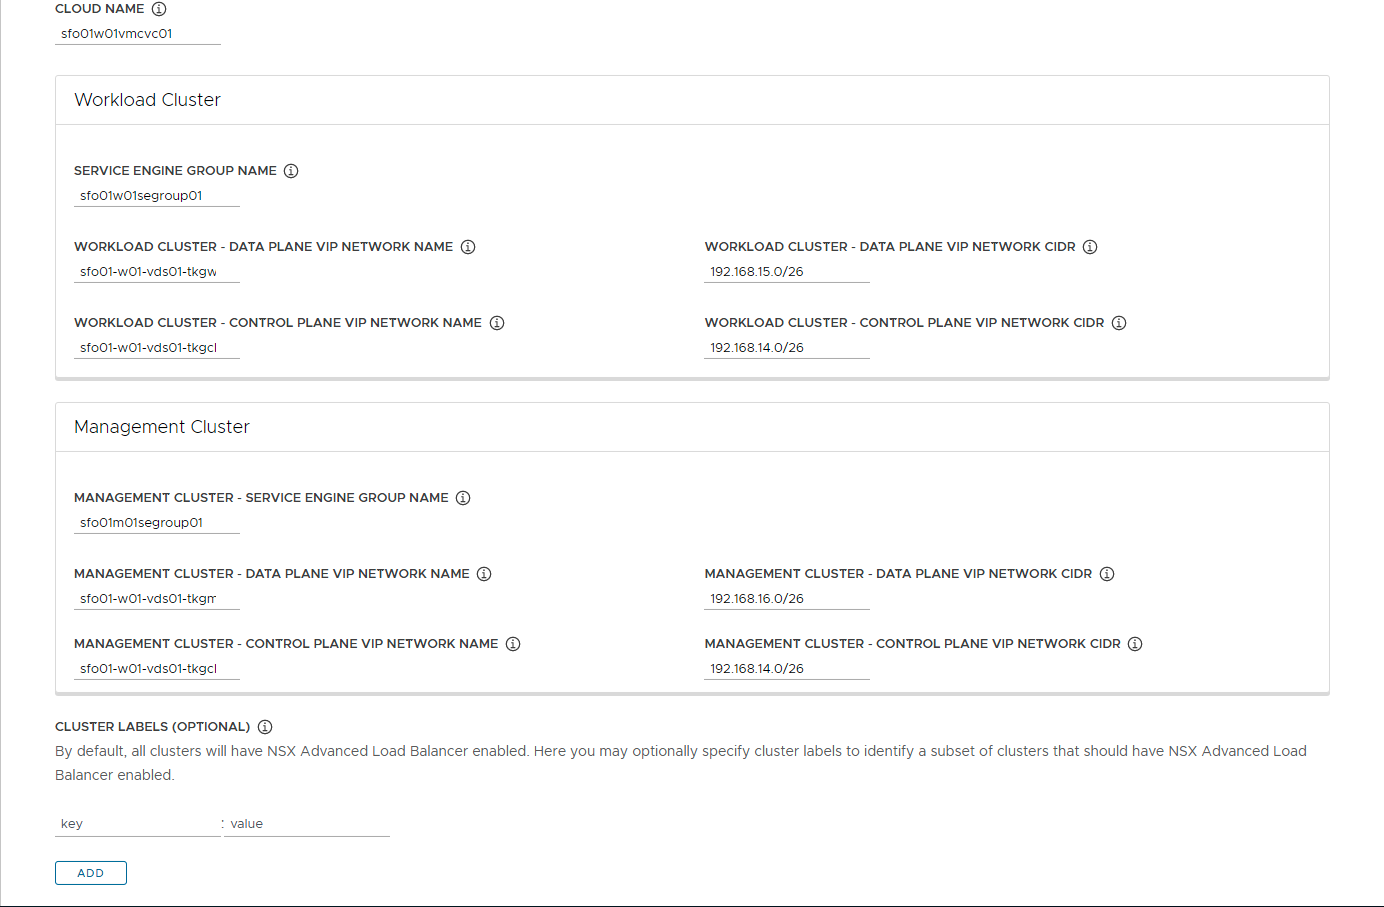 CLOUD NAME
sfo01w01vmcvc01
Workload Cluster
SERVICE ENGINE GROUP NAME
sfo01w01segroup01
WORKLOAD CLUSTER - DATA PLANE VIP NETWORK NAME
sfo01-w01-vds01-tkgw
WORKLOAD CLUSTER - DATA PLANE VIP NETWORK CIDR
192.168.15.0/26
WORKLOAD CLUSTER - CONTROL PLANE VIP NETWORK NAME
sfo01-w01-vds01-tkgcl
WORKLOAD CLUSTER - CONTROL PLANE VIP NETWORK CIDR
192.168.14.0/26
Management Cluster
MANAGEMENT CLUSTER - SERVICE ENGINE GROUP NAME
sfo01m01segroup01
MANAGEMENT CLUSTER - DATA PLANE VIP NETWORK NAME
sfo01-w01-vds01-tkgm
MANAGEMENT CLUSTER - DATA PLANE VIP NETWORK CIDR
192.168.16.0/26
MANAGEMENT CLUSTER - CONTROL PLANE VIP NETWORK NAME
sfo01-w01-vds01-tkgcl
MANAGEMENT CLUSTER - CONTROL PLANE VIP NETWORK CIDR
192.168.14.0/26
CLUSTER LABELS (OPTIONAL)
By default, all clusters will have NSX Advanced Load Balancer enabled. Here you may optionally specify cluster labels to identify a subset of clusters that should have NSX Advanced Load
Balancer enabled.
key : value
ADD